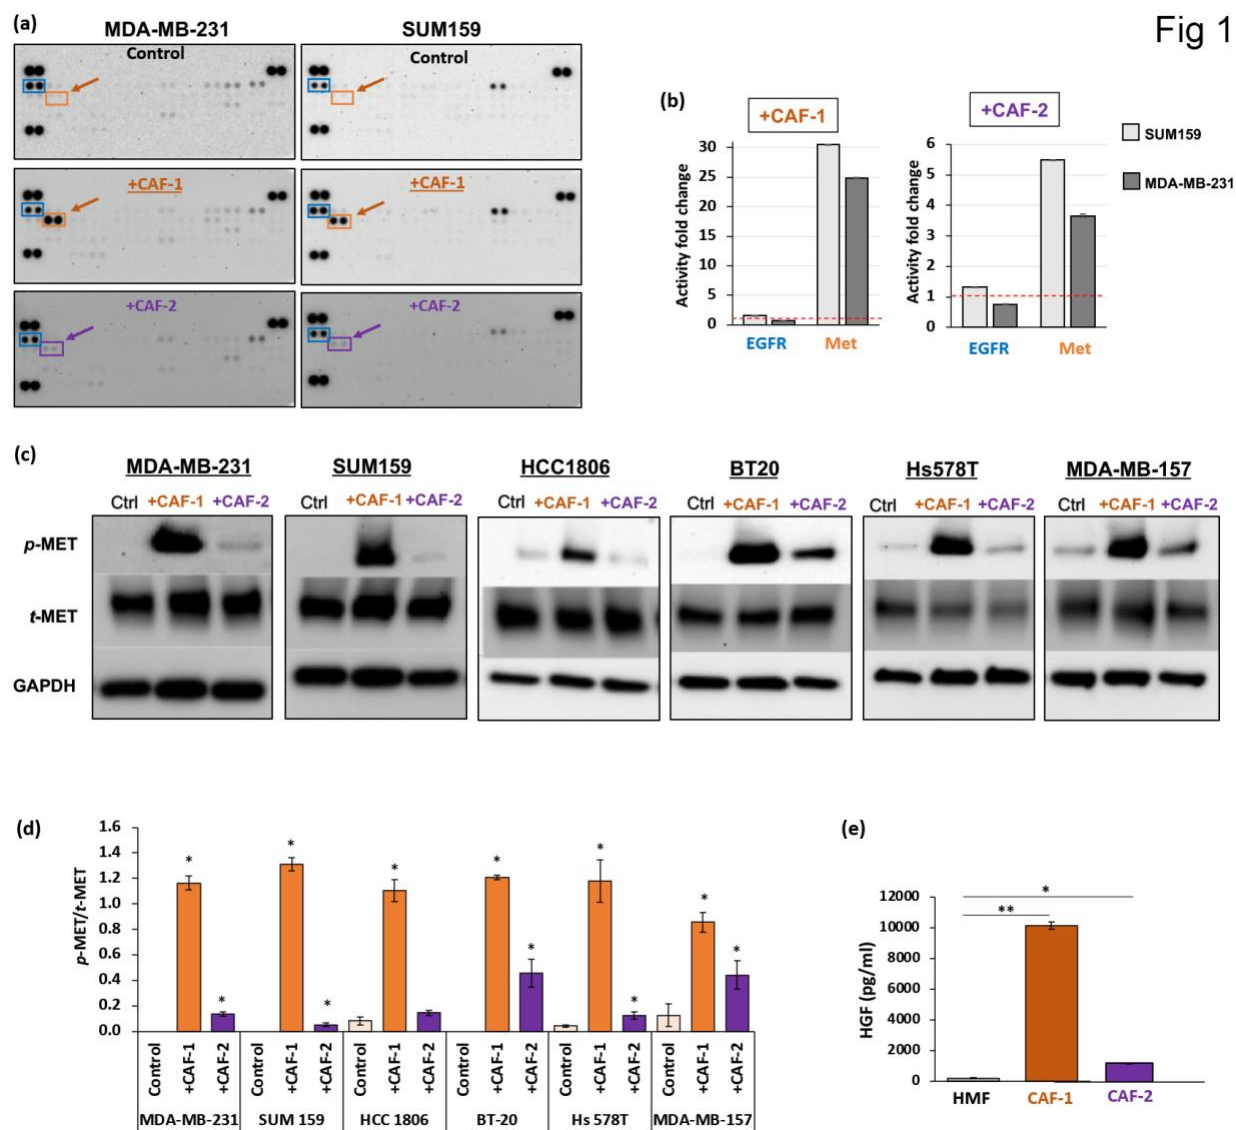 Fig 1
(a)
MDA-MB-231
SUM159
Control
Control
+CAF-1
+CAF-1
+CAF-2
+CAF-2
(b)
+CAF-1
+CAF-2
SUM159
MDA-MB-231
Activity fold change
30
25
20
15
10
5
0
EGFR
Met
Activity fold change
6
5
4
3
2
1
0
EGFR
Met
(c)
MDA-MB-231
SUM159
HCC1806
BT20
Hs578T
MDA-MB-157
Ctrl +CAF-1 +CAF-2
Ctrl +CAF-1 +CAF-2
Ctrl +CAF-1 +CAF-2
Ctrl +CAF-1 +CAF-2
Ctrl +CAF-1 +CAF-2
Ctrl +CAF-1 +CAF-2
p-MET
t-MET
GAPDH
(d)
p-MET/t-MET
1.6
1.4
1.2
1.0
0.8
0.6
0.4
0.2
0.0
* * * * * * * * * * *
Control +CAF-1 +CAF-2
Control +CAF-1 +CAF-2
Control +CAF-1 +CAF-2
Control +CAF-1 +CAF-2
Control +CAF-1 +CAF-2
Control +CAF-1 +CAF-2
MDA-MB-231
SUM 159
HCC 1806
BT-20
Hs 578T
MDA-MB-157
(e)
HGF (pg/ml)
12000
10000
8000
6000
4000
2000
0
*
**
HMF
CAF-1
CAF-2